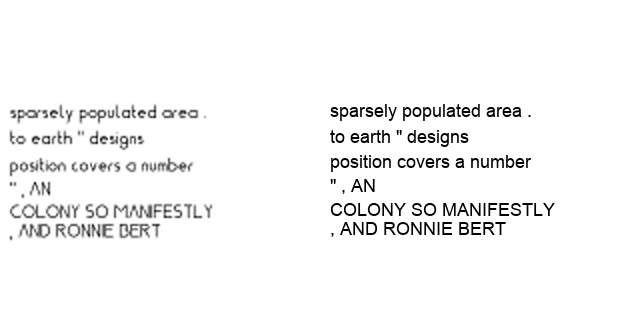 sparsely populated area .
to earth " designs
position covers a number
" , AN
COLONY SO MANIFESTLY
, AND RONNIE BERT
sparsely populated area .
to earth " designs
position covers a number
" , AN
COLONY SO MANIFESTLY
, AND RONNIE BERT